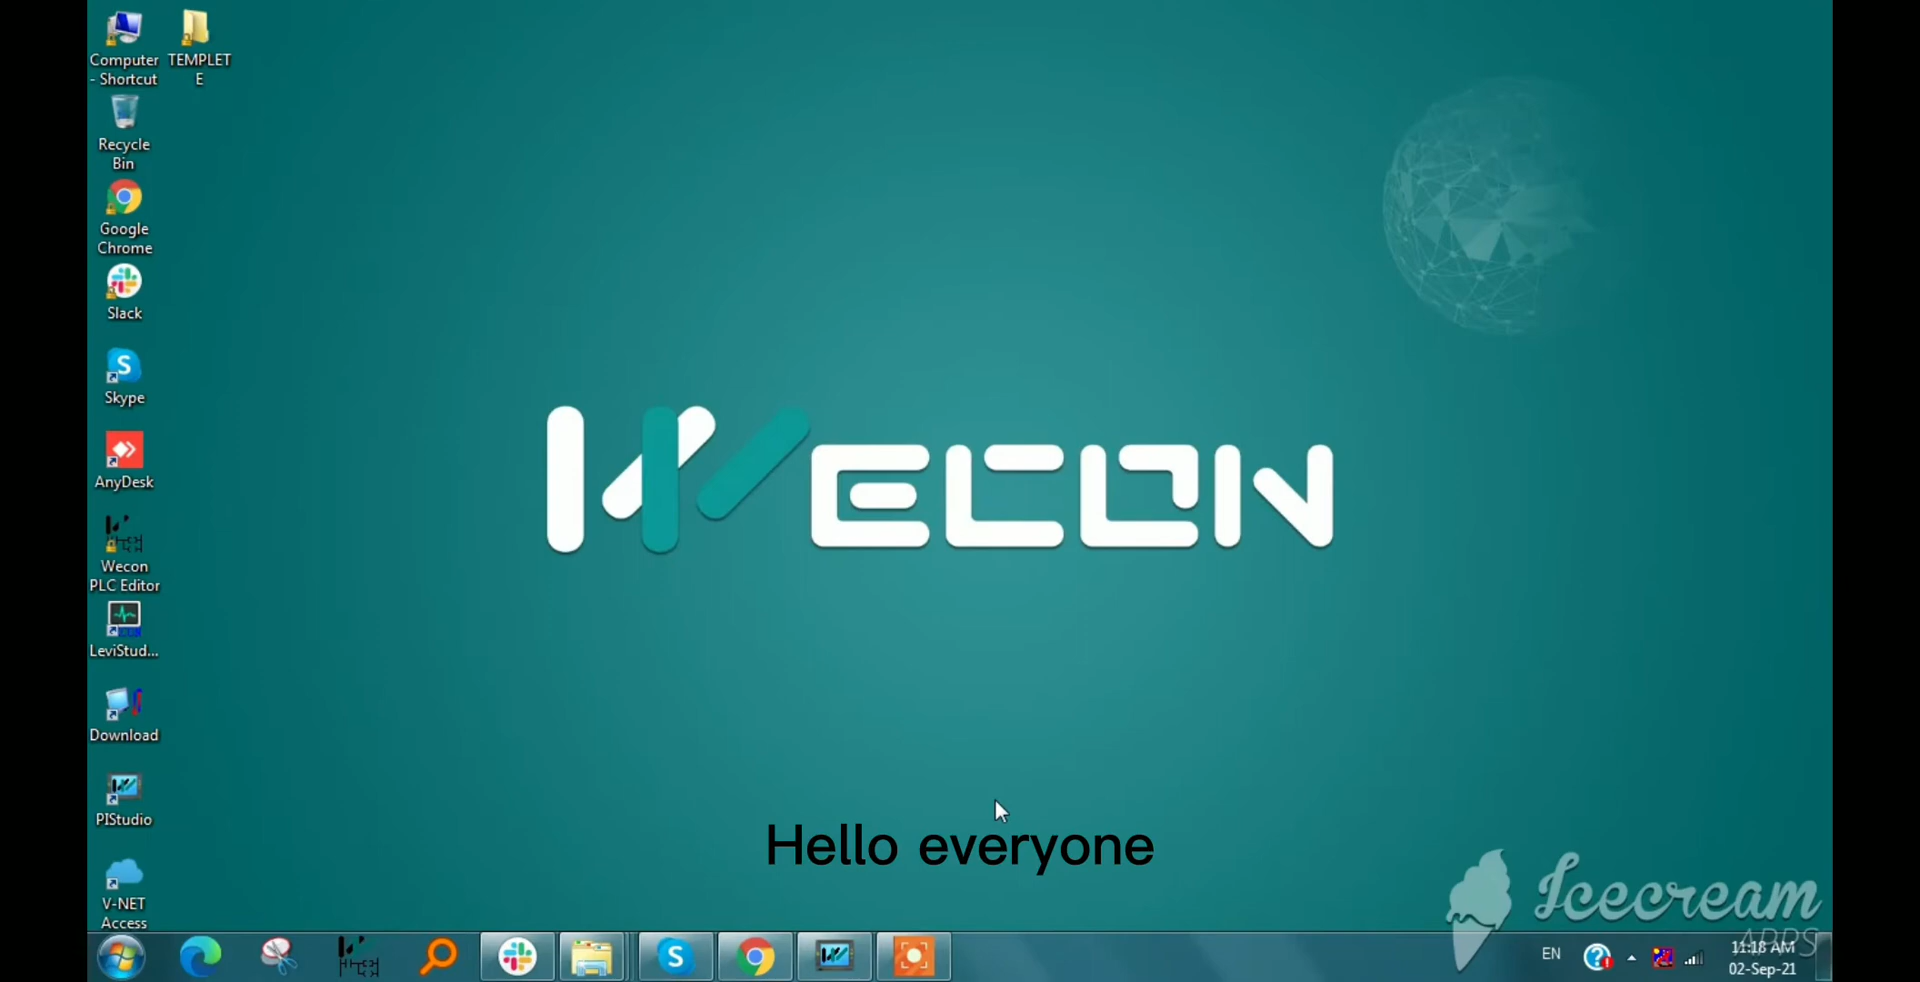 Computer
- Shortcut
TEMPLET
E
Recycle
Bin
Google
Chrome
Slack
Skype
AnyDesk
Wecon
PLC Editor
LeviStud...
Download
PIStudio
V-NET
Access
WECON
Hello everyone
Icecream
APPS
EN
11:18 AM
02-Sep-21